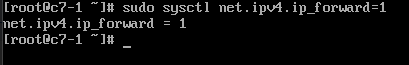 [root@c7-1 ~]# sudo sysctl net.ipv4.ip_forward=1
net.ipv4.ip_forward = 1
[root@c7-1 ~]# _